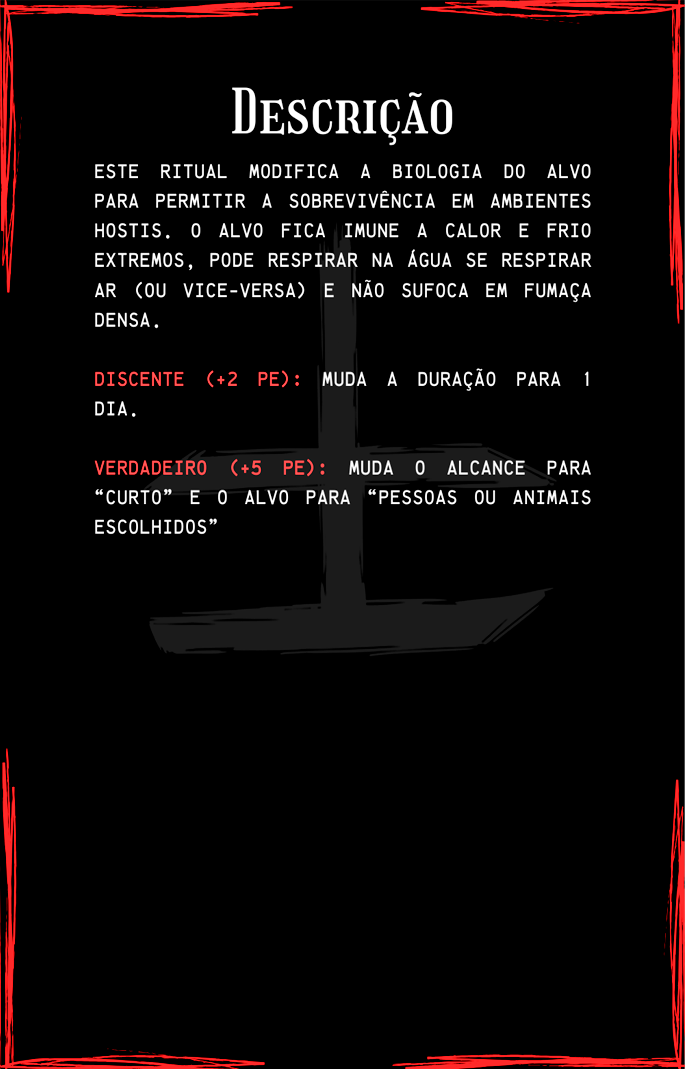 Descrição
ESTE RITUAL MODIFICA A BIOLOGIA DO ALVO
PARA PERMITIR A SOBREVIVÊNCIA EM AMBIENTES
HOSTIS. O ALVO FICA IMUNE A CALOR E FRIO
EXTREMOS, PODE RESPIRAR NA ÁGUA SE RESPIRAR
AR (OU VICE-VERSA) E NÃO SUFOCA EM FUMAÇA
DENSA.
DISCENTE (+2 PE): MUDA A DURAÇÃO PARA 1
DIA.
VERDADEIRO (+5 PE): MUDA O ALCANCE PARA
“CURTO” E O ALVO PARA “PESSOAS OU ANIMAIS
ESCOLHIDOS”